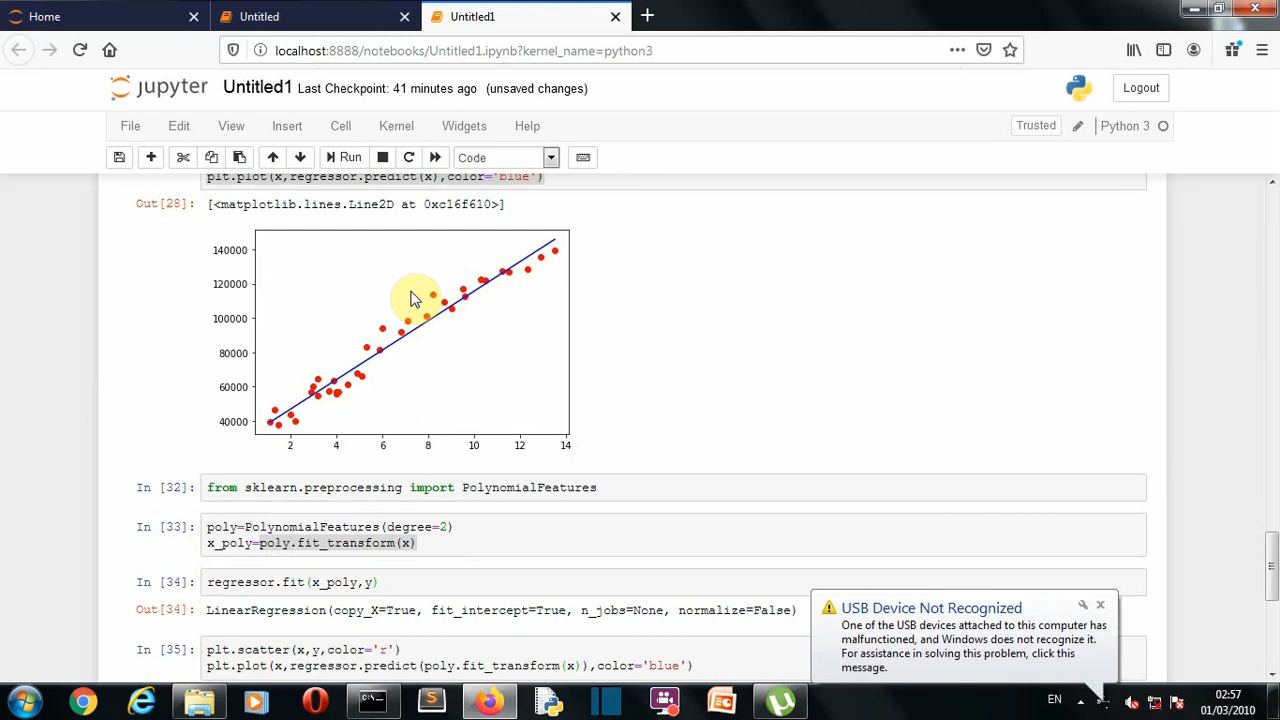 Home
Untitled
Untitled1
localhost:8888/notebooks/Untitled1.ipynb?kernel_name=python3
jupyter Untitled1 Last Checkpoint: 41 minutes ago (unsaved changes)
Logout
File Edit View Insert Cell Kernel Widgets Help
Trusted Python 3
Run Code
plt.plot(x,regressor.predict(x),color='blue')
Out[28]: [<matplotlib.lines.Line2D at 0xc16f610>]
140000
120000
100000
80000
60000
40000
2 4 6 8 10 12 14
In [32]: from sklearn.preprocessing import PolynomialFeatures
In [33]: poly=PolynomialFeatures(degree=2)
x_poly=poly.fit_transform(x)
In [34]: regressor.fit(x_poly,y)
Out[34]: LinearRegression(copy_X=True, fit_intercept=True, n_jobs=None, normalize=False)
In [35]: plt.scatter(x,y,color='r')
plt.plot(x,regressor.predict(poly.fit_transform(x)),color='blue')
USB Device Not Recognized
One of the USB devices attached to this computer has
malfunctioned, and Windows does not recognize it.
For assistance in solving this problem, click this
message.
EN
02:57
01/03/2010